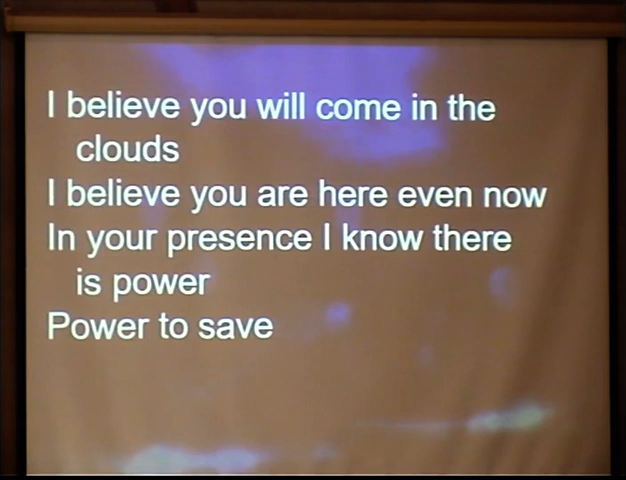 I believe you will come in the
clouds
I believe you are here even now
In your presence I know there
is power
Power to save